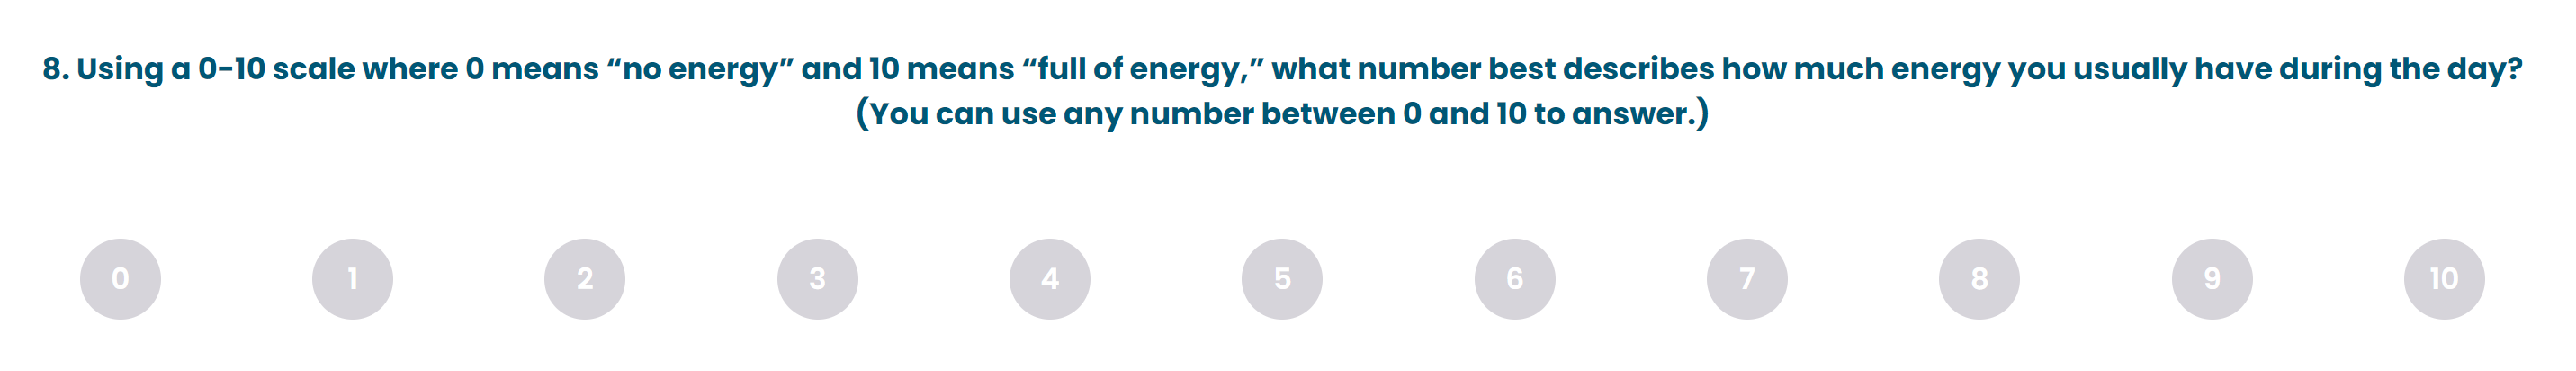 8. Using a 0-10 scale where 0 means “no energy” and 10 means “full of energy,” what number best describes how much energy you usually have during the day?
(You can use any number between 0 and 10 to answer.)
0 1 2 3 4 5 6 7 8 9 10